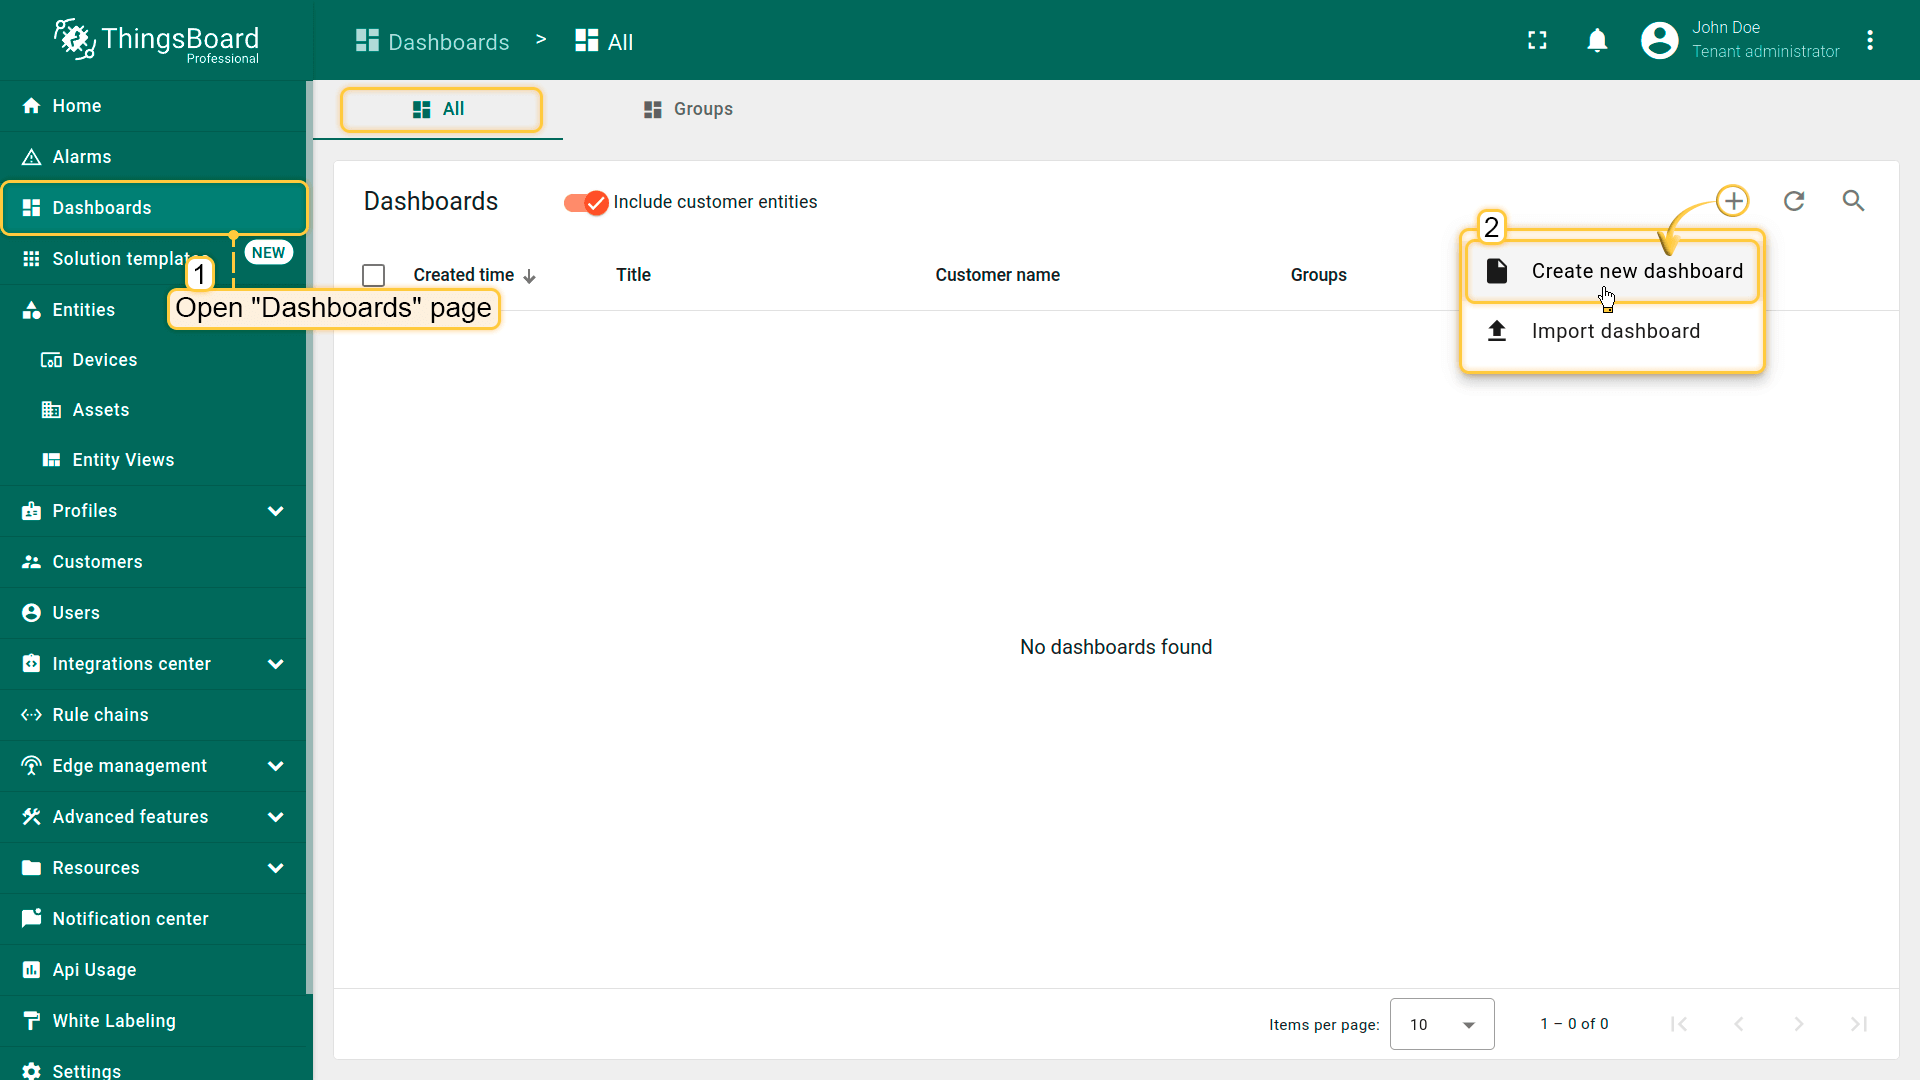 ThingsBoard
Professional
Dashboards > All
John Doe
Tenant administrator
Home
Alarms
Dashboards
Solution template
NEW
Entities
Devices
Assets
Entity Views
Profiles
Customers
Users
Integrations center
Rule chains
Edge management
Advanced features
Resources
Notification center
Api Usage
White Labeling
Settings
1
Open "Dashboards" page
All
Groups
Dashboards
Include customer entities
Created time
Title
Customer name
Groups
2
Create new dashboard
Import dashboard
No dashboards found
Items per page:
10
1 – 0 of 0